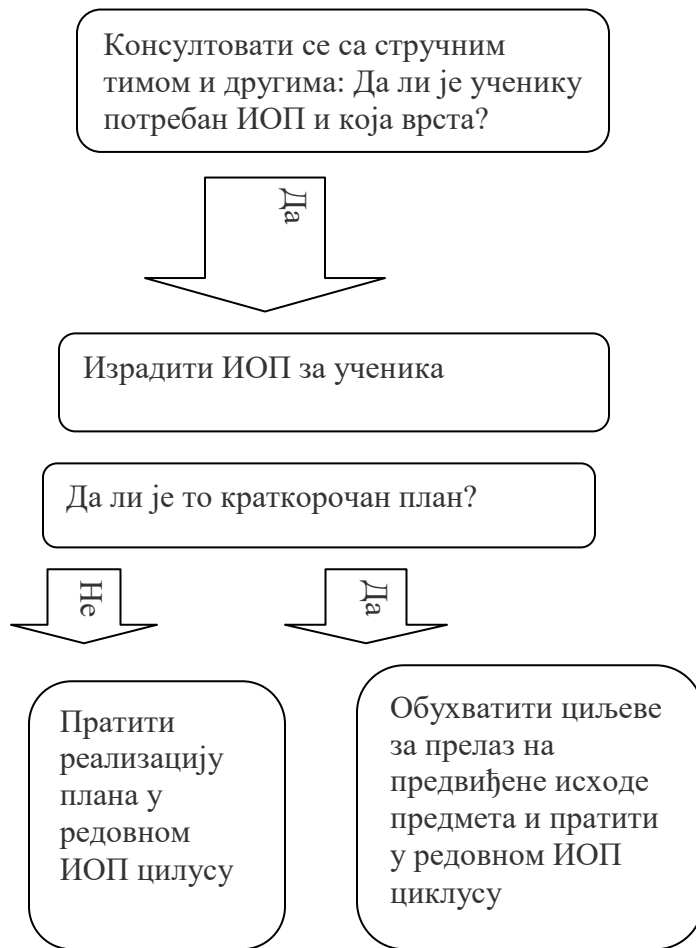 Консултовати се са стручним
тимом и другима: Да ли је ученику
потребан ИОП и која врста?
Да
Израдити ИОП за ученика
Да ли је то краткорочан план?
Не
Да
Пратити
реализацију
плана у
редовном
ИОП цилусу
Обухватити циљеве
за прелаз на
предвиђене исходе
предмета и пратити
у редовном ИОП
циклусу